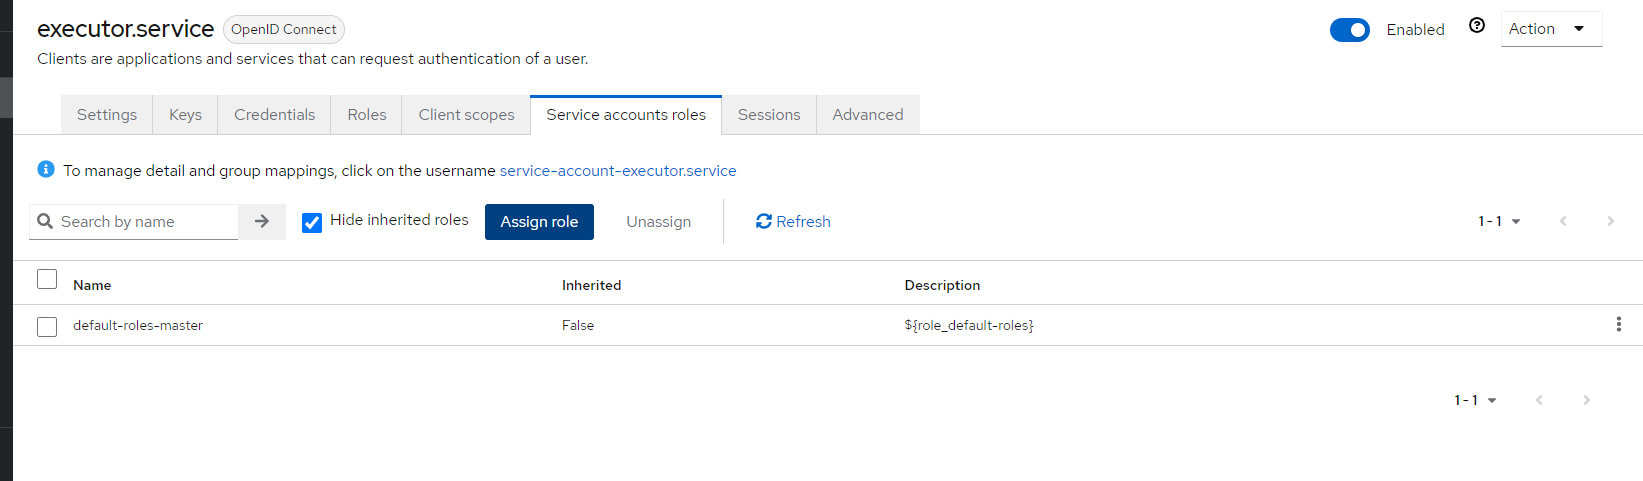 executor.service OpenID Connect Enabled Action
Clients are applications and services that can request authentication of a user.
Settings Keys Credentials Roles Client scopes Service accounts roles Sessions Advanced
To manage detail and group mappings, click on the username service-account-executor.service
Search by name Hide inherited roles Assign role Unassign Refresh 1 - 1
Name Inherited Description
default-roles-master False ${role_default-roles}
1 - 1